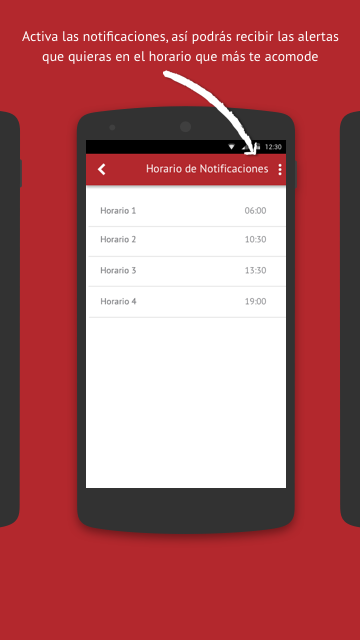 Activa las notificaciones, así podrás recibir las alertas
que quieras en el horario que más te acomode
12:30
Horario de Notificaciones
Horario 1 06:00
Horario 2 10:30
Horario 3 13:30
Horario 4 19:00